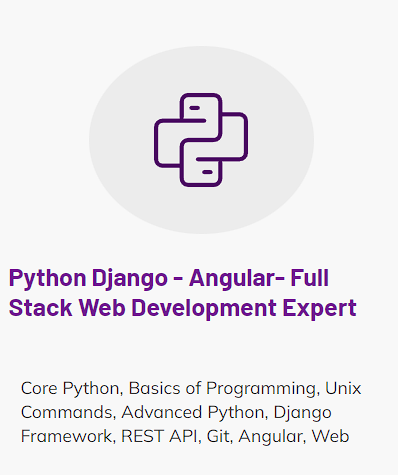 Python Django - Angular- Full
Stack Web Development Expert
Core Python, Basics of Programming, Unix
Commands, Advanced Python, Django
Framework, REST API, Git, Angular, Web